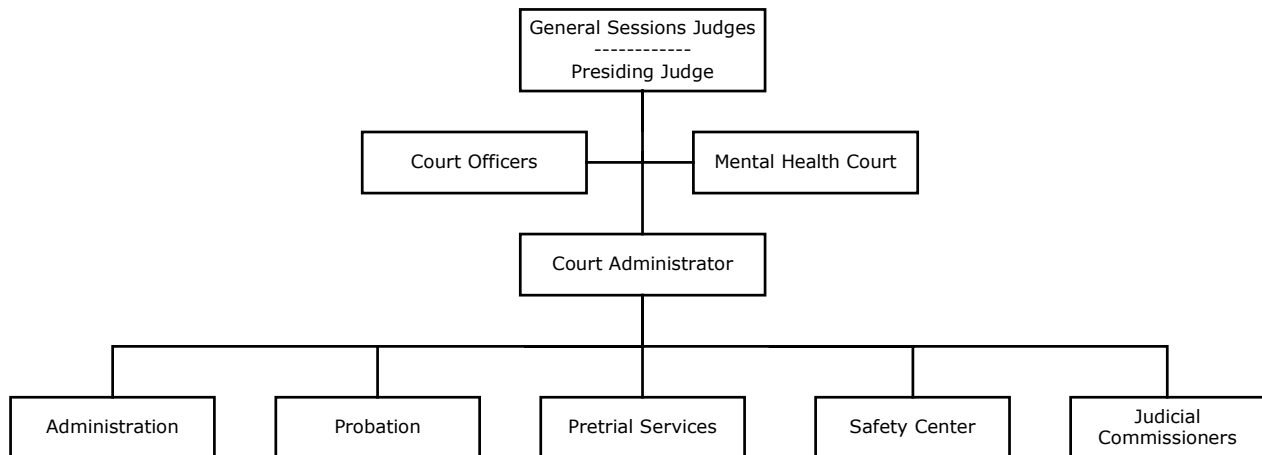 General Sessions Judges
------------
Presiding Judge
Court Officers
Mental Health Court
Court Administrator
Administration
Probation
Pretrial Services
Safety Center
Judicial
Commissioners